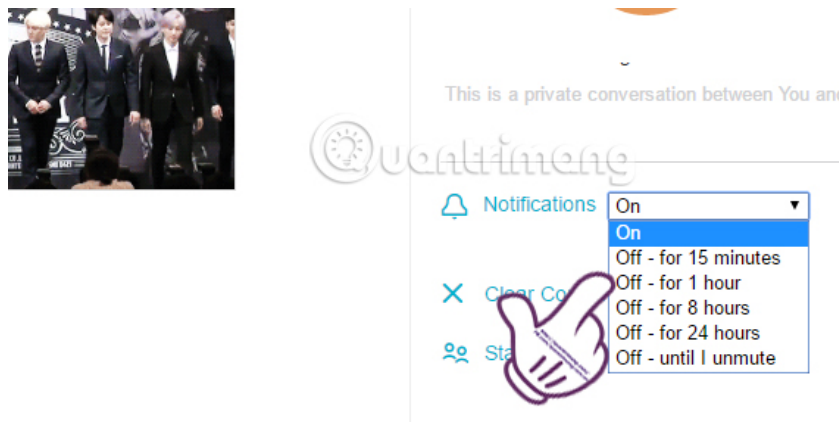 This is a private conversation between You and
Quantrimang
Notifications
On
On
Off - for 15 minutes
Off - for 1 hour
Off - for 8 hours
Off - for 24 hours
Off - until I unmute
Clear Co
Sta